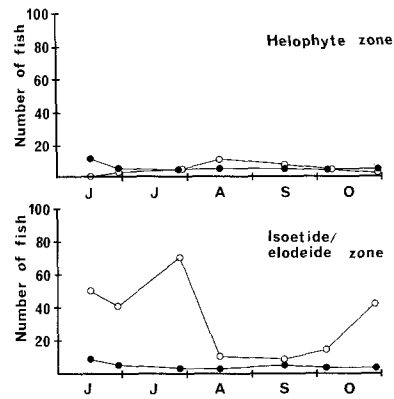 100
80
60
40
20
Number of fish
Helophyte zone
J J A S O
100
80
60
40
20
Number of fish
Isoetide/
elodeide zone
J J A S O